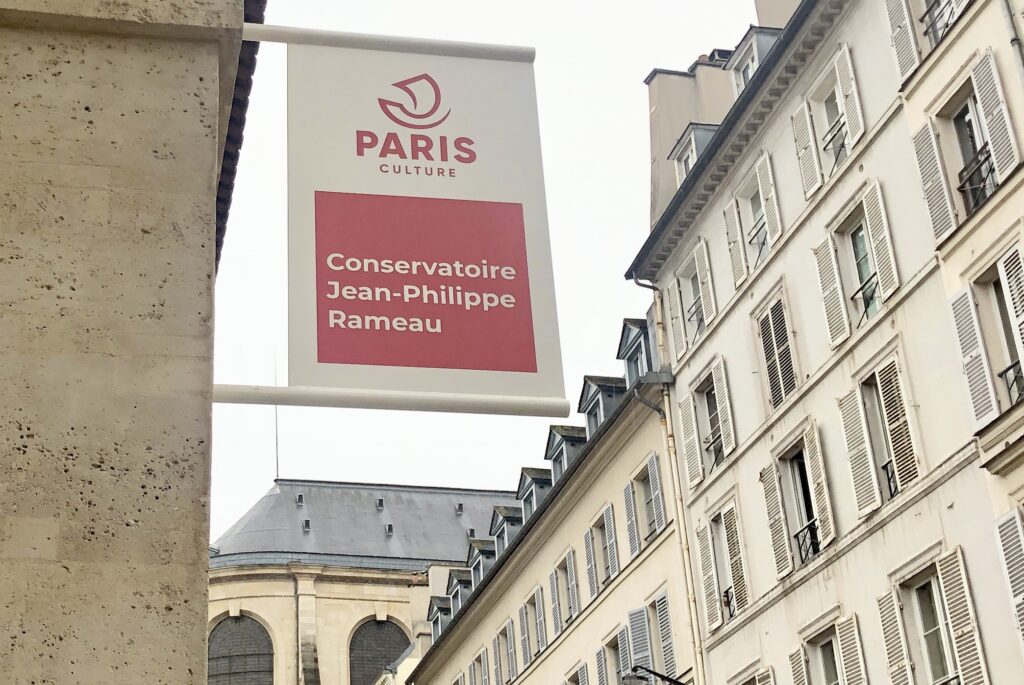 PARIS
CULTURE
Conservatoire
Jean-Philippe
Rameau